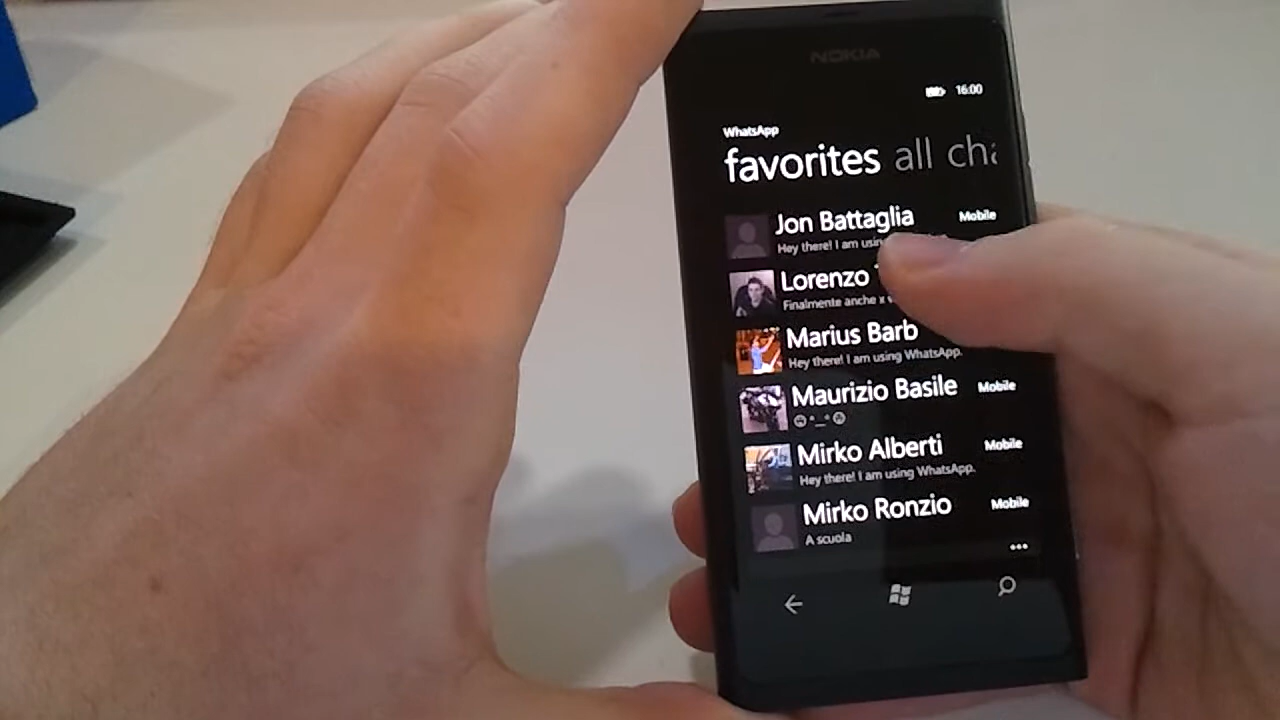 NOKIA
16:00
WhatsApp
favorites all cha
Jon Battaglia Mobile
Hey there! I am using
Lorenzo
Finalmente anche x
Marius Barb
Hey there! I am using WhatsApp.
Maurizio Basile Mobile
*_*
Mirko Alberti Mobile
Hey there! I am using WhatsApp.
Mirko Ronzio Mobile
A scuola
...